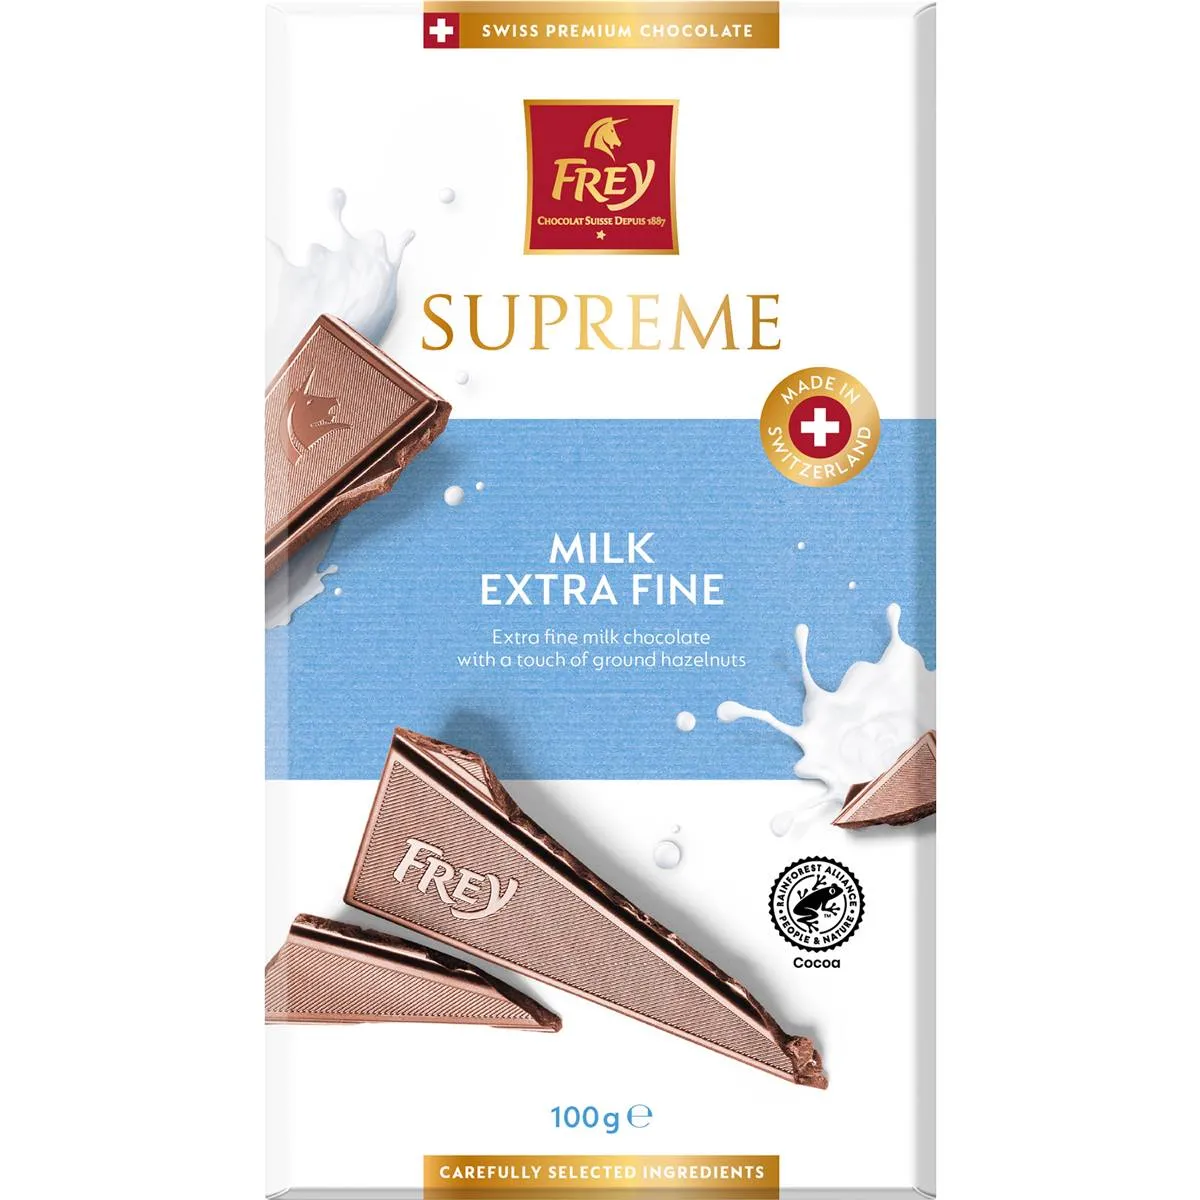 SWISS PREMIUM CHOCOLATE
FREY
CHOCOLAT SUISSE DEPUIS 1887
SUPREME
MADE IN
SWITZERLAND
MILK
EXTRA FINE
Extra fine milk chocolate
with a touch of ground hazelnuts
FREY
RAINFOREST ALLIANCE
PEOPLE & NATURE
TM
Cocoa
100g ℮
CAREFULLY SELECTED INGREDIENTS